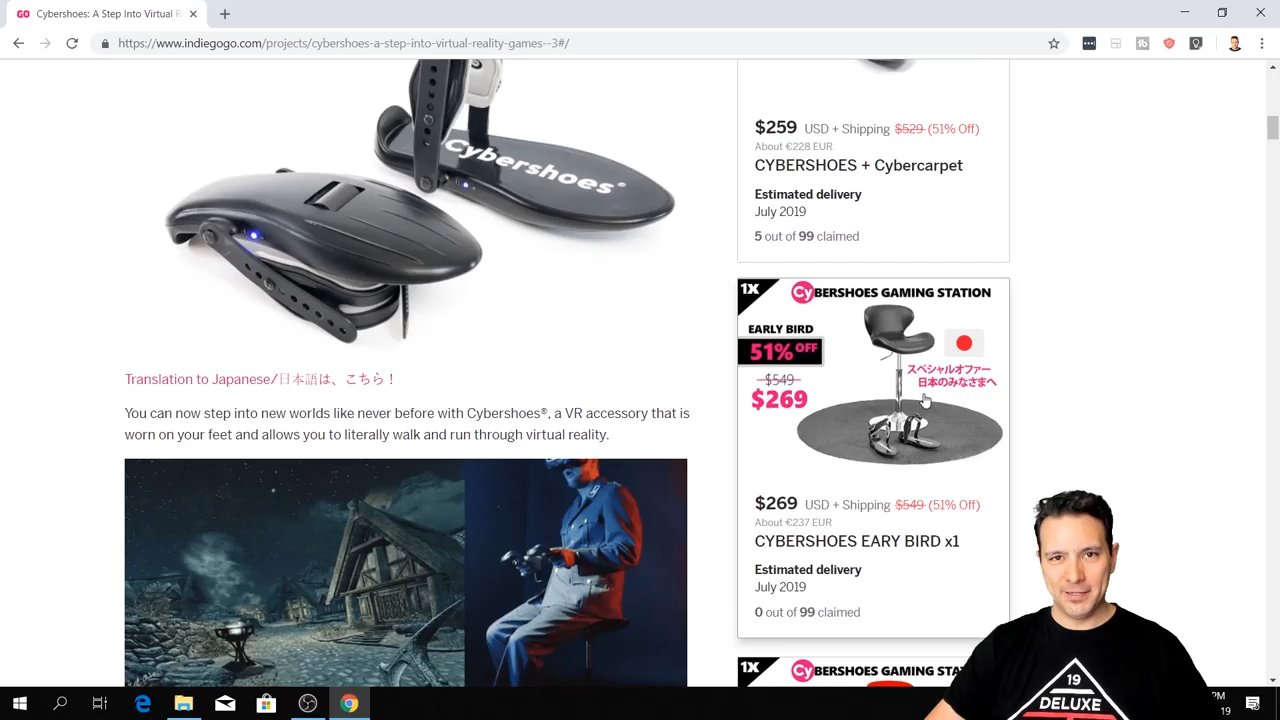 GO Cybershoes: A Step Into Virtual R
https://www.indiegogo.com/projects/cybershoes-a-step-into-virtual-reality-games--3#/
Cybershoes®
Translation to Japanese/日本語は、こちら！
You can now step into new worlds like never before with Cybershoes®, a VR accessory that is
worn on your feet and allows you to literally walk and run through virtual reality.
$259 USD + Shipping $529 (51% Off)
About €228 EUR
CYBERSHOES + Cybercarpet
Estimated delivery
July 2019
5 out of 99 claimed
1X CYBERSHOES GAMING STATION
EARLY BIRD
51% OFF
$549
$269
スペシャルオファー
日本のみなさまへ
$269 USD + Shipping $549 (51% Off)
About €237 EUR
CYBERSHOES EARY BIRD x1
Estimated delivery
July 2019
0 out of 99 claimed
1X CYBERSHOES GAMING STA
19
DELUXE
PM
19